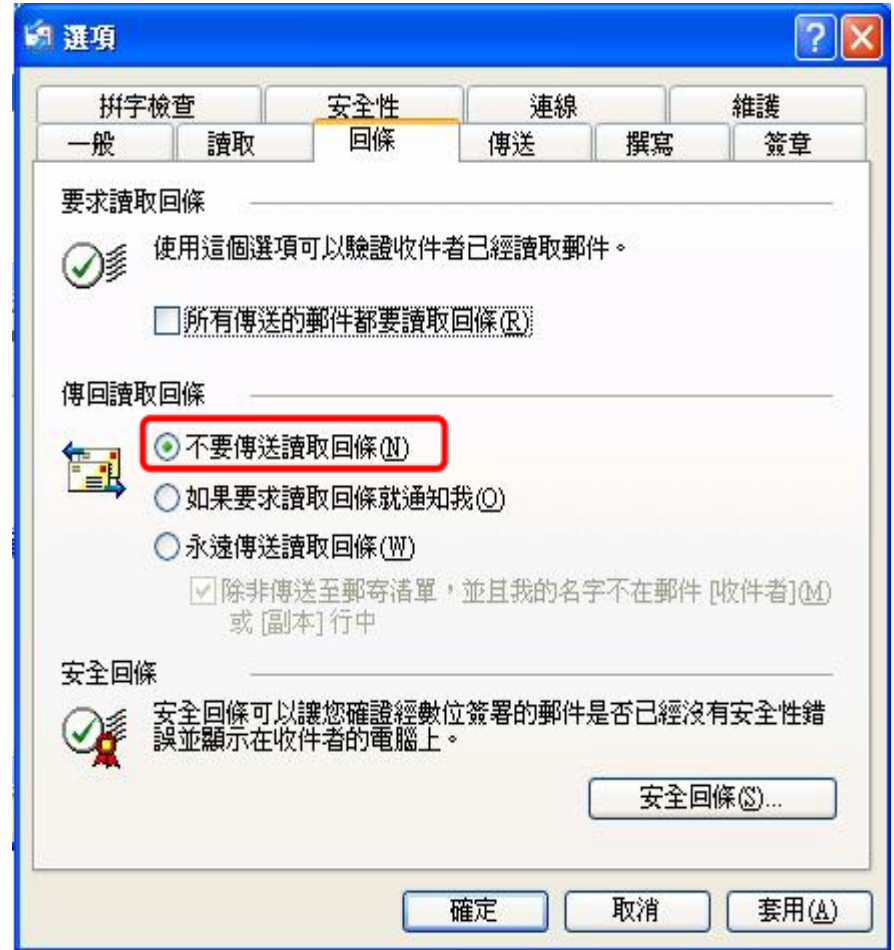 選項
拼字檢查 安全性 連線 維護
一般 讀取 回條 傳送 撰寫 簽章
要求讀取回條
使用這個選項可以驗證收件者已經讀取郵件。
所有傳送的郵件都要讀取回條(R)
傳回讀取回條
不要傳送讀取回條(N)
如果要求讀取回條就通知我(O)
永遠傳送讀取回條(W)
除非傳送至郵寄清單，並且我的名字不在郵件 [收件者](M)
或 [副本] 行中
安全回條
安全回條可以讓您確證經數位簽署的郵件是否已經沒有安全性錯
誤並顯示在收件者的電腦上。
安全回條(S)...
確定 取消 套用(A)